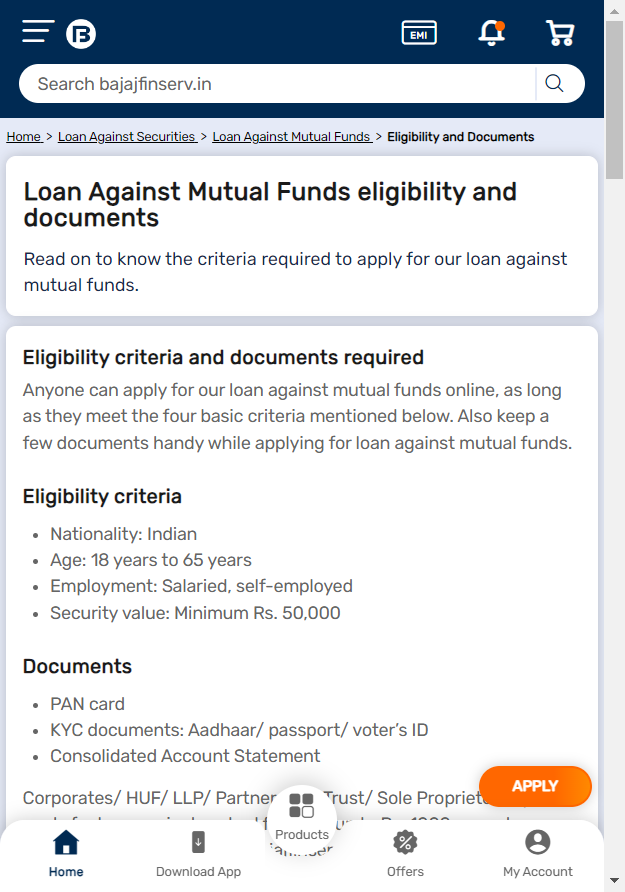 EMI
Search bajajfinserv.in
Home > Loan Against Securities > Loan Against Mutual Funds > Eligibility and Documents
Loan Against Mutual Funds eligibility and
documents
Read on to know the criteria required to apply for our loan against
mutual funds.
Eligibility criteria and documents required
Anyone can apply for our loan against mutual funds online, as long
as they meet the four basic criteria mentioned below. Also keep a
few documents handy while applying for loan against mutual funds.
Eligibility criteria
• Nationality: Indian
• Age: 18 years to 65 years
• Employment: Salaried, self-employed
• Security value: Minimum Rs. 50,000
Documents
• PAN card
• KYC documents: Aadhaar/ passport/ voter’s ID
• Consolidated Account Statement
APPLY
Corporates/ HUF/ LLP/ Trust/ Sole
Products
Home
Download App
Offers
My Account